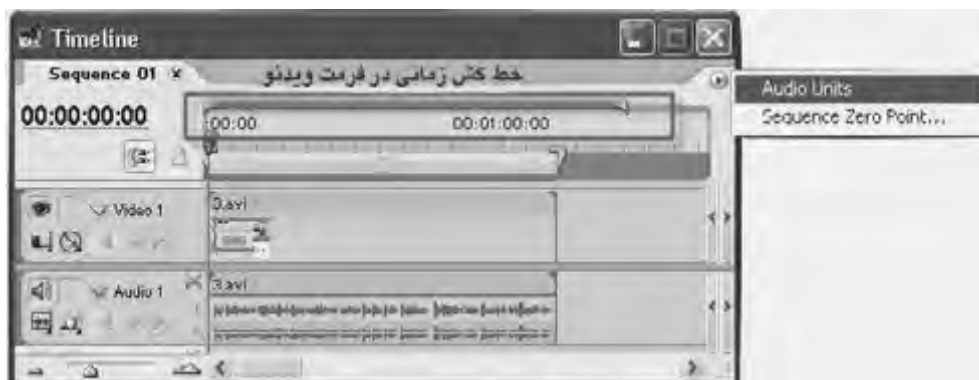 Timeline
Sequence 01 ×
خط کش زمانی در فرمت ویدئو
Audio Units
Sequence Zero Point...
00:00:00:00
:00:00
00:01:00:00
Video 1
3.avi
Audio 1
3.avi